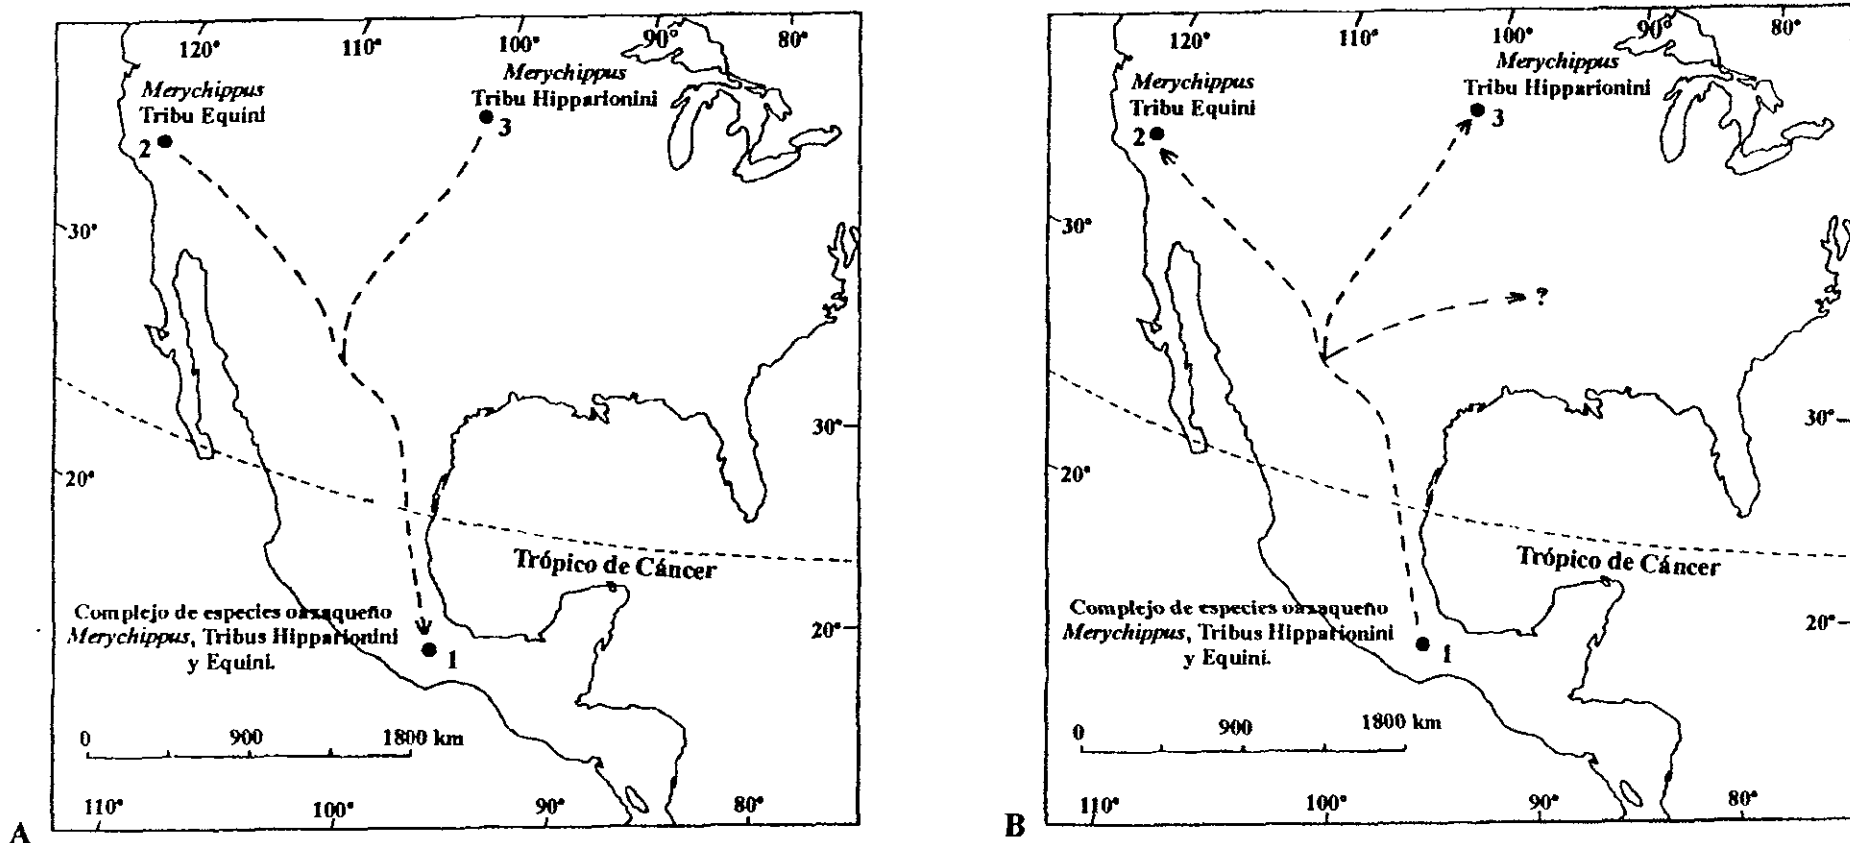 120°
110°
100°
90°
80°
Merychippus
Tribu Equini
2
Merychippus
Tribu Hipparionini
3
30°
20°
30°
20°
Trópico de Cáncer
Complejo de especies oaxaqueño
Merychippus, Tribus Hipparionini
y Equini.
1
0 900 1800 km
110° 100° 90° 80°
A
120°
110°
100°
90°
80°
Merychippus
Tribu Equini
2
Merychippus
Tribu Hipparionini
3
30°
?
20°
30°
20°
Trópico de Cáncer
Complejo de especies oaxaqueño
Merychippus, Tribus Hipparionini
y Equini.
1
0 900 1800 km
110° 100° 90° 80°
B